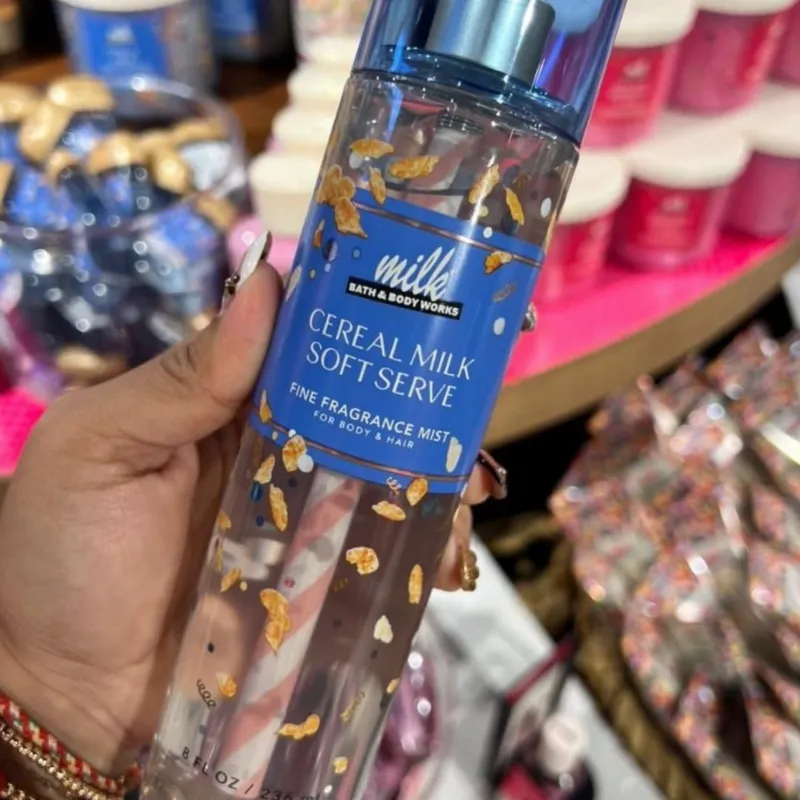 milk
BATH & BODY WORKS
CEREAL MILK
SOFT SERVE
FINE FRAGRANCE MIST
FOR BODY & HAIR
8 FL OZ / 236 mL